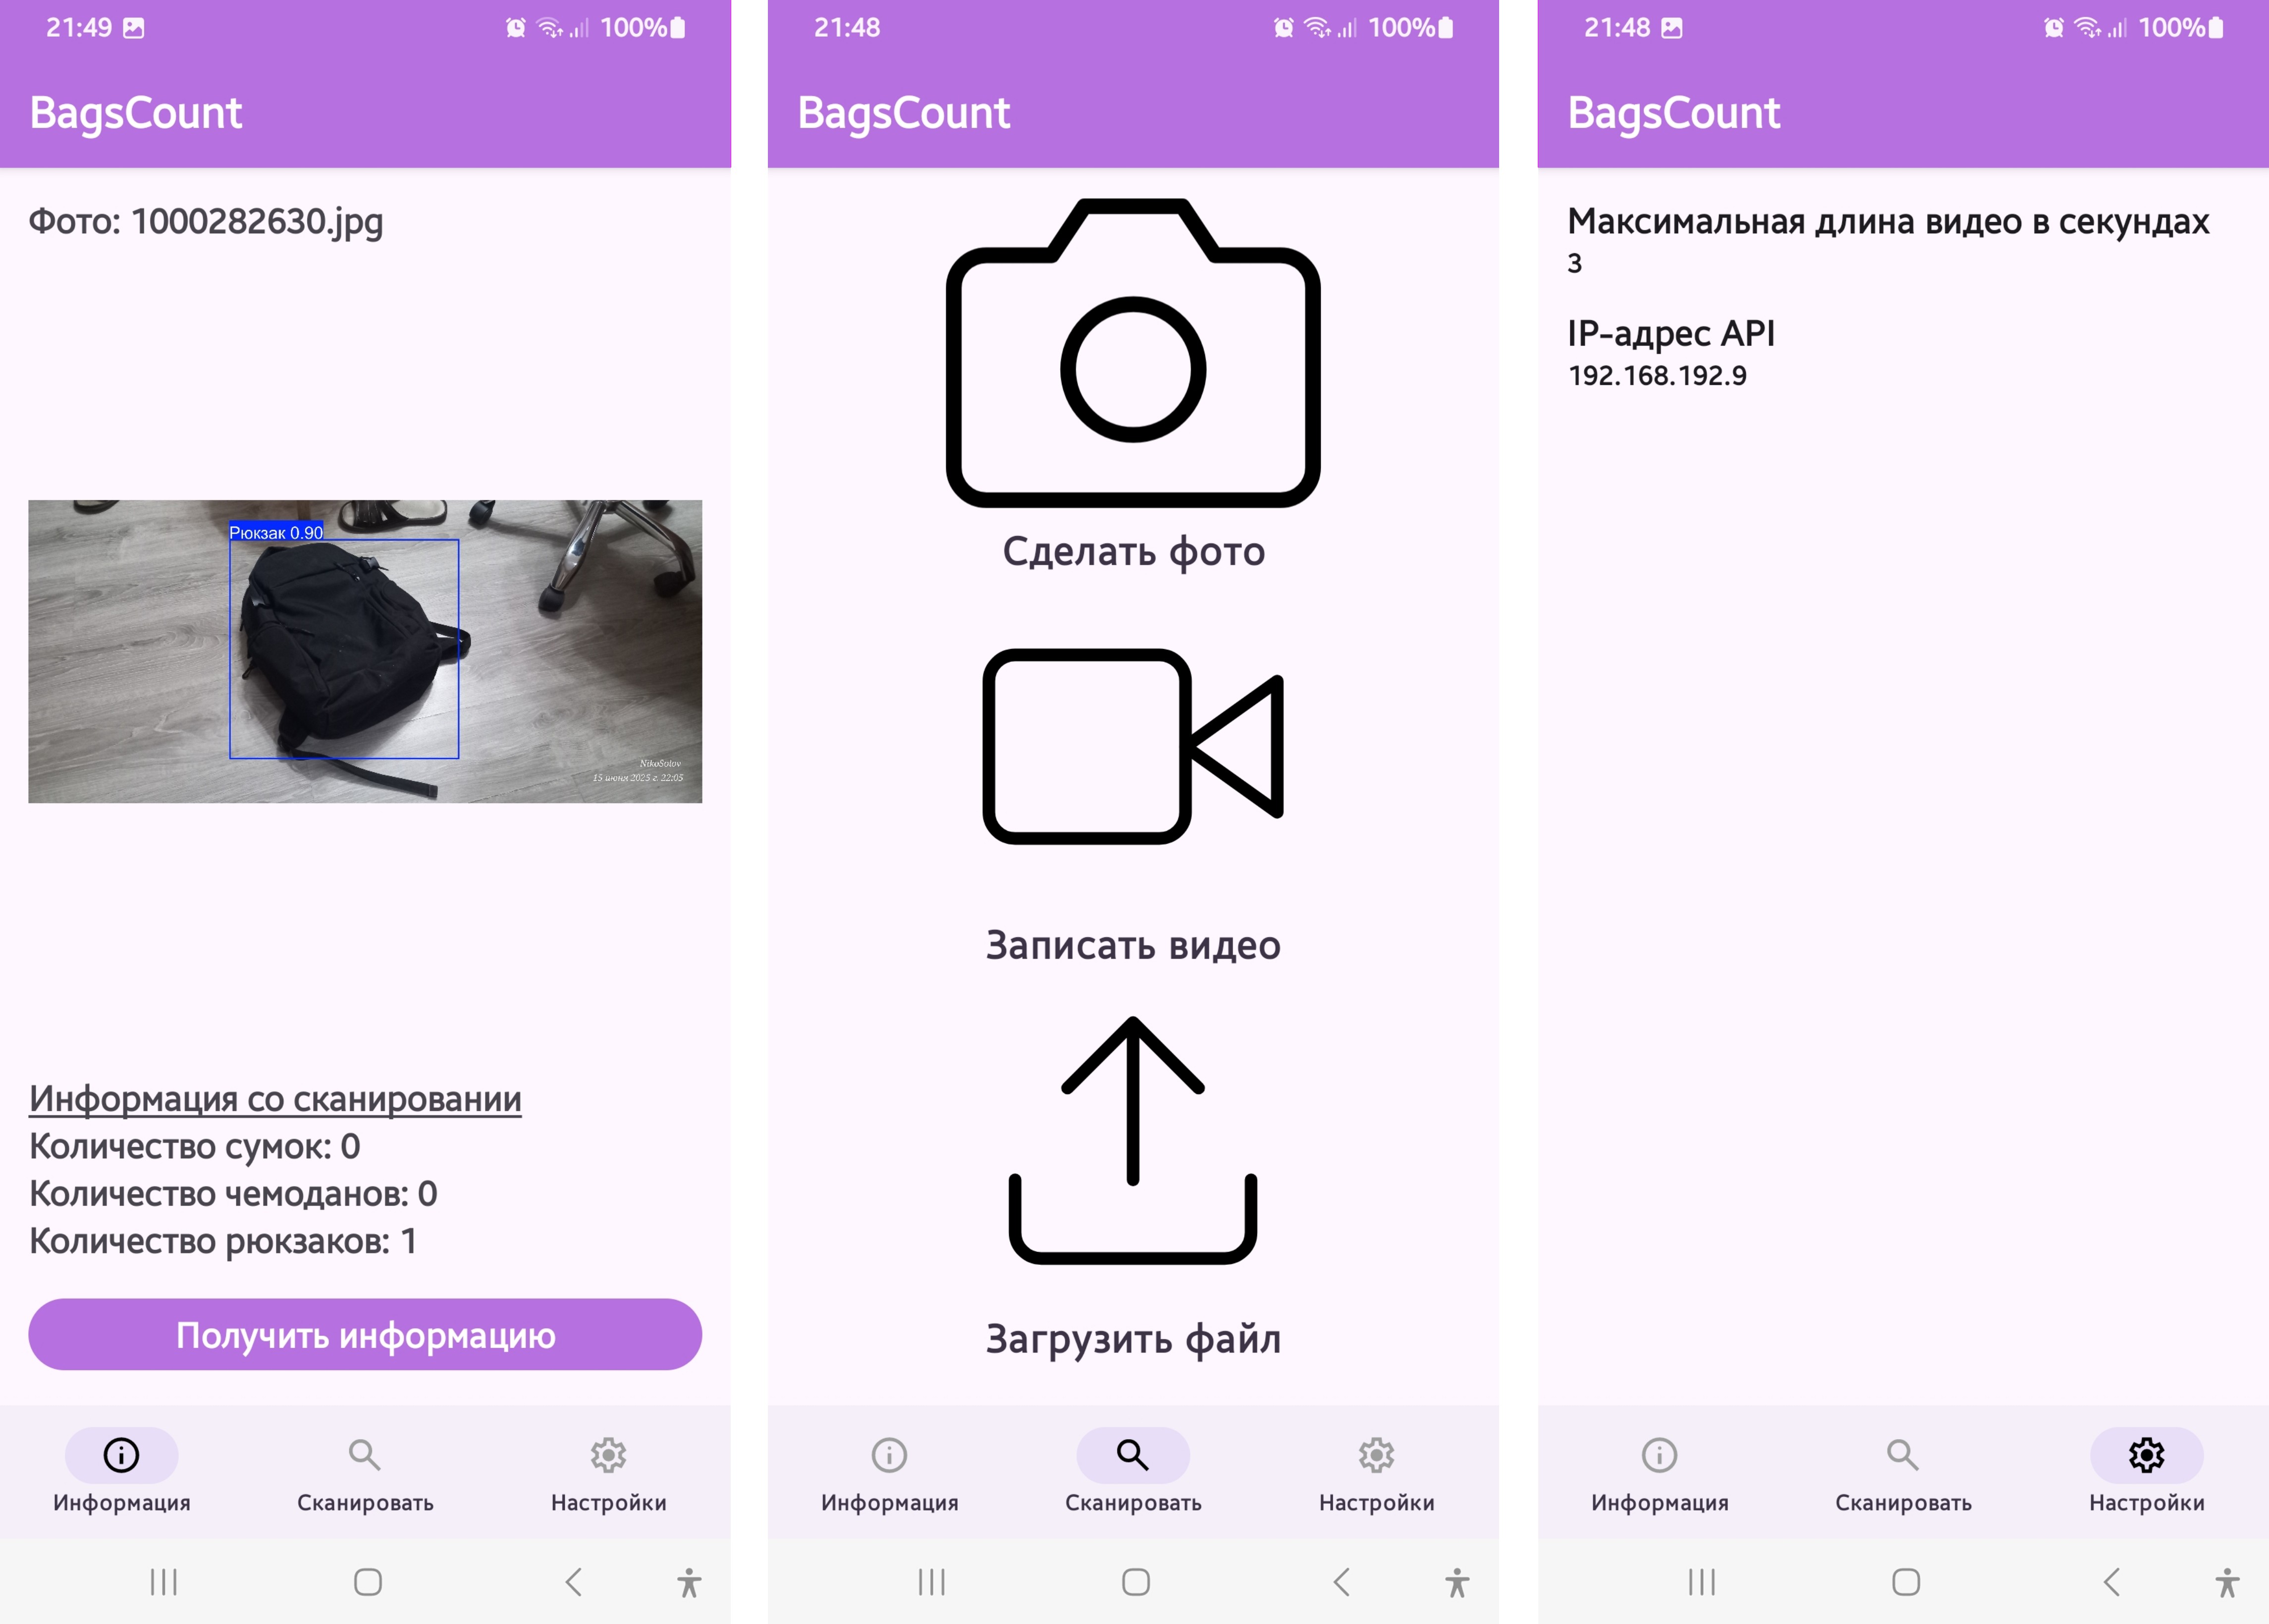 21:49
100%
BagsCount
Фото: 1000282630.jpg
Рюкзак 0.90
NikoSolov
15 июня 2025 г. 22:05
Информация со сканировании
Количество сумок: 0
Количество чемоданов: 0
Количество рюкзаков: 1
Получить информацию
Информация
Сканировать
Настройки
21:48
100%
BagsCount
Сделать фото
Записать видео
Загрузить файл
Информация
Сканировать
Настройки
21:48
100%
BagsCount
Максимальная длина видео в секундах
3
IP-адрес API
192.168.192.9
Информация
Сканировать
Настройки